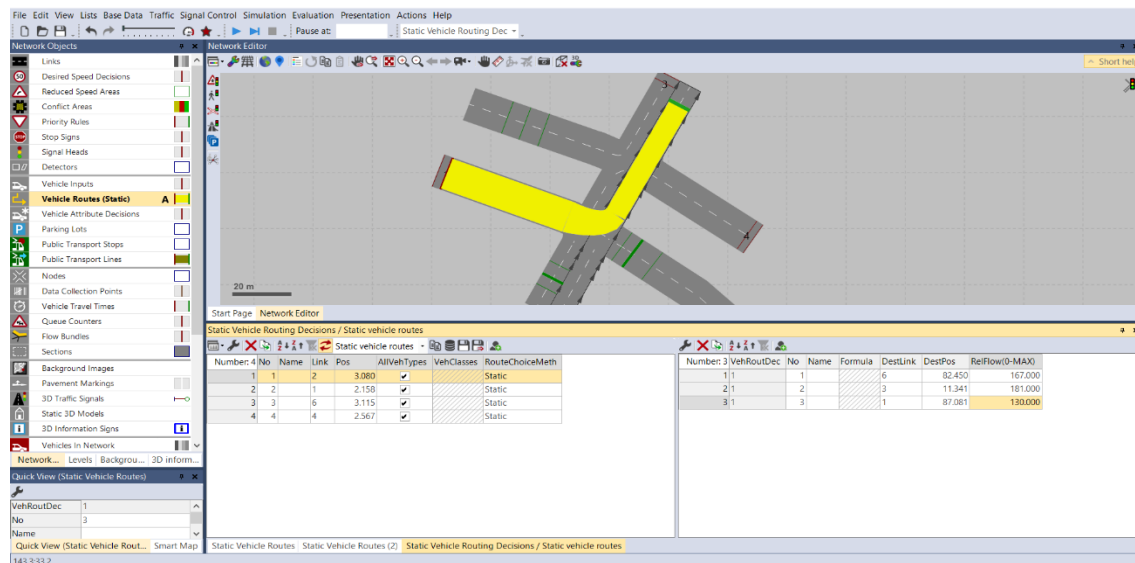 File Edit View Lists Base Data Traffic Signal Control Simulation Evaluation Presentation Actions Help
Pause at: Static Vehicle Routing Dec
Network Objects
Links
Desired Speed Decisions
50
Reduced Speed Areas
Conflict Areas
Priority Rules
STOP Stop Signs
Signal Heads
Detectors
Vehicle Inputs
Vehicle Routes (Static) A
Vehicle Attribute Decisions
P Parking Lots
Public Transport Stops
Public Transport Lines
Nodes
Data Collection Points
Vehicle Travel Times
Queue Counters
Flow Bundles
Sections
Background Images
Pavement Markings
3D Traffic Signals
Static 3D Models
3D Information Signs
Vehicles In Network
Network... Levels Backgrou... 3D inform...
Quick View (Static Vehicle Routes)
VehRoutDec 1
No 3
Name
Quick View (Static Vehicle Rout... Smart Map
143.3:33.2
Network Editor
Short help
3
4
20 m
Start Page Network Editor
Static Vehicle Routing Decisions / Static vehicle routes
Static vehicle routes
Number: 4 No Name Link Pos AllVehTypes VehClasses RouteChoiceMeth
1 1 2 3.080 Static
2 2 1 2.158 Static
3 3 6 3.115 Static
4 4 4 2.567 Static
Number: 3 VehRoutDec No Name Formula DestLink DestPos RelFlow(0-MAX)
1 1 1 6 82.450 167.000
2 1 2 3 11.341 181.000
3 1 3 1 87.081 130.000
Static Vehicle Routes Static Vehicle Routes (2) Static Vehicle Routing Decisions / Static vehicle routes